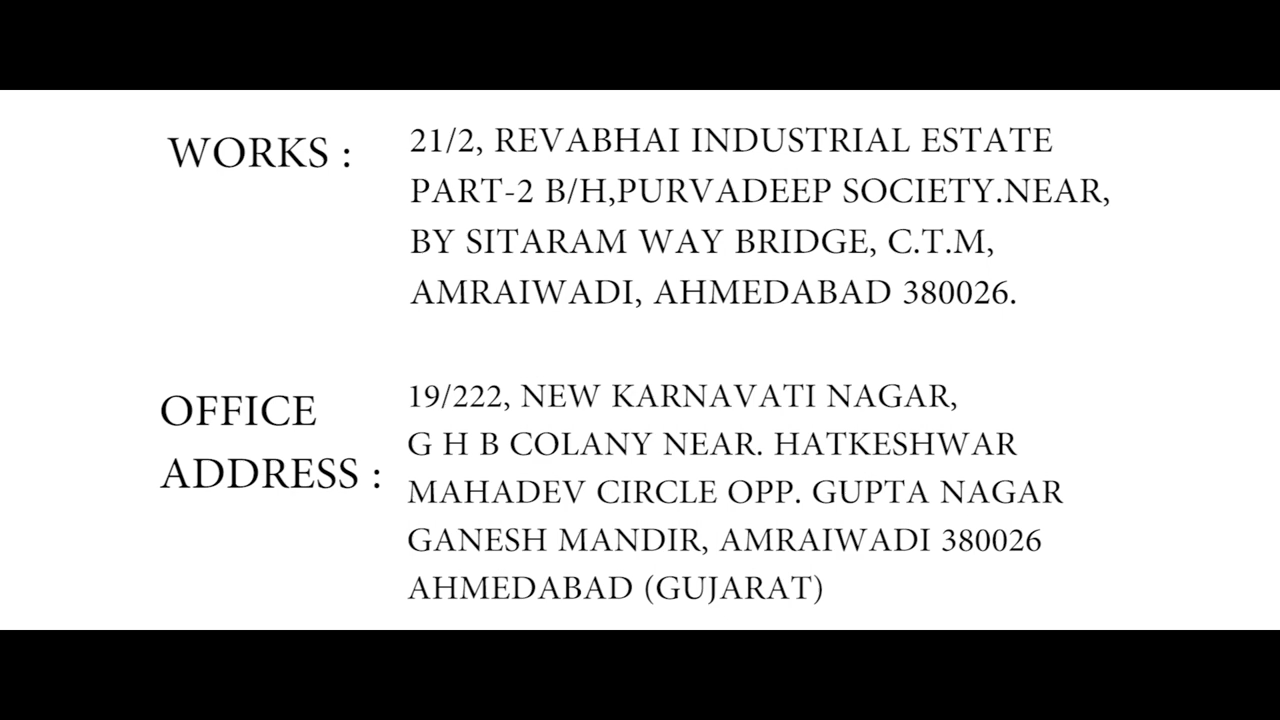 WORKS :
21/2, REVABHAI INDUSTRIAL ESTATE
PART-2 B/H,PURVADEEP SOCIETY.NEAR,
BY SITARAM WAY BRIDGE, C.T.M,
AMRAIWADI, AHMEDABAD 380026.
OFFICE
ADDRESS :
19/222, NEW KARNAVATI NAGAR,
G H B COLANY NEAR. HATKESHWAR
MAHADEV CIRCLE OPP. GUPTA NAGAR
GANESH MANDIR, AMRAIWADI 380026
AHMEDABAD (GUJARAT)